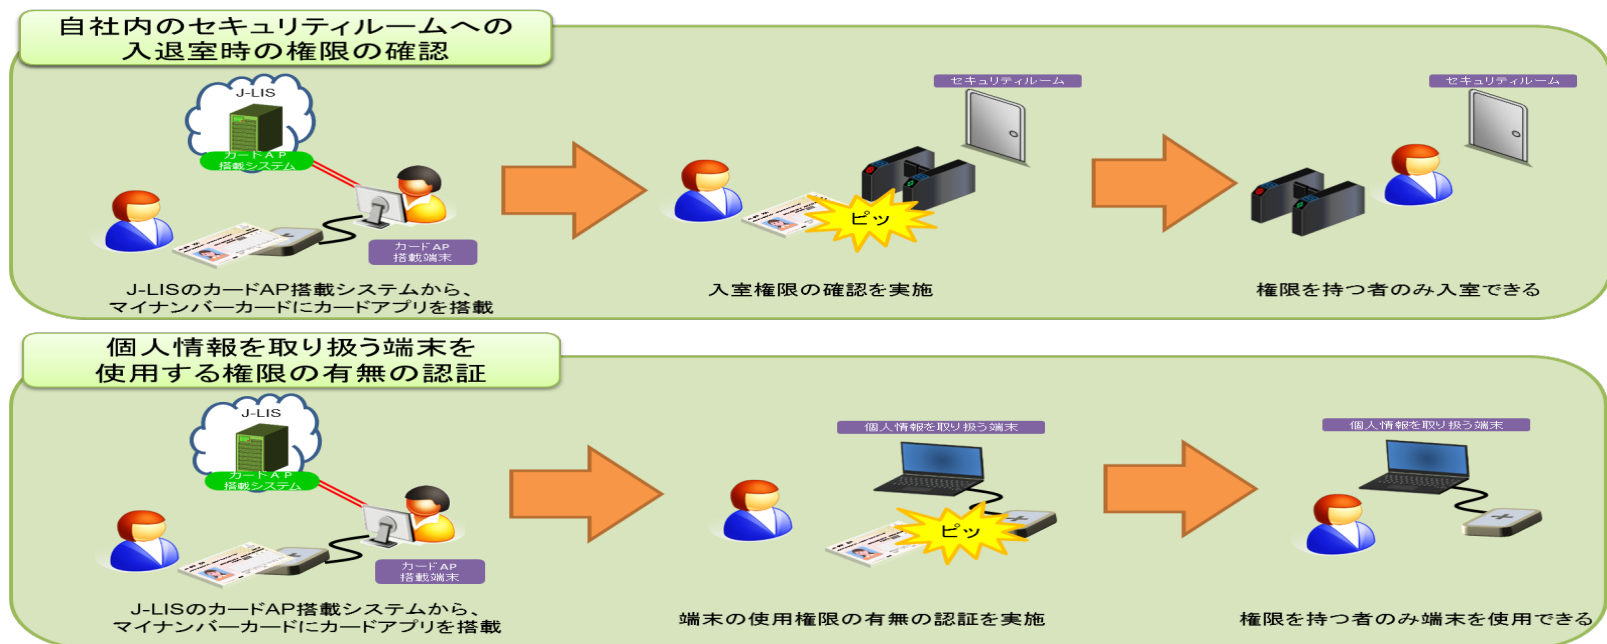 自社内のセキュリティルームへの
入退室時の権限の確認
J-LIS
カードAP
搭載システム
カードAP
搭載端末
J-LISのカードAP搭載システムから、
マイナンバーカードにカードアプリを搭載
セキュリティルーム
ピッ
入室権限の確認を実施
セキュリティルーム
権限を持つ者のみ入室できる
個人情報を取り扱う端末を
使用する権限の有無の認証
J-LIS
カードAP
搭載システム
カードAP
搭載端末
J-LISのカードAP搭載システムから、
マイナンバーカードにカードアプリを搭載
個人情報を取り扱う端末
ピッ
端末の使用権限の有無の認証を実施
個人情報を取り扱う端末
権限を持つ者のみ端末を使用できる